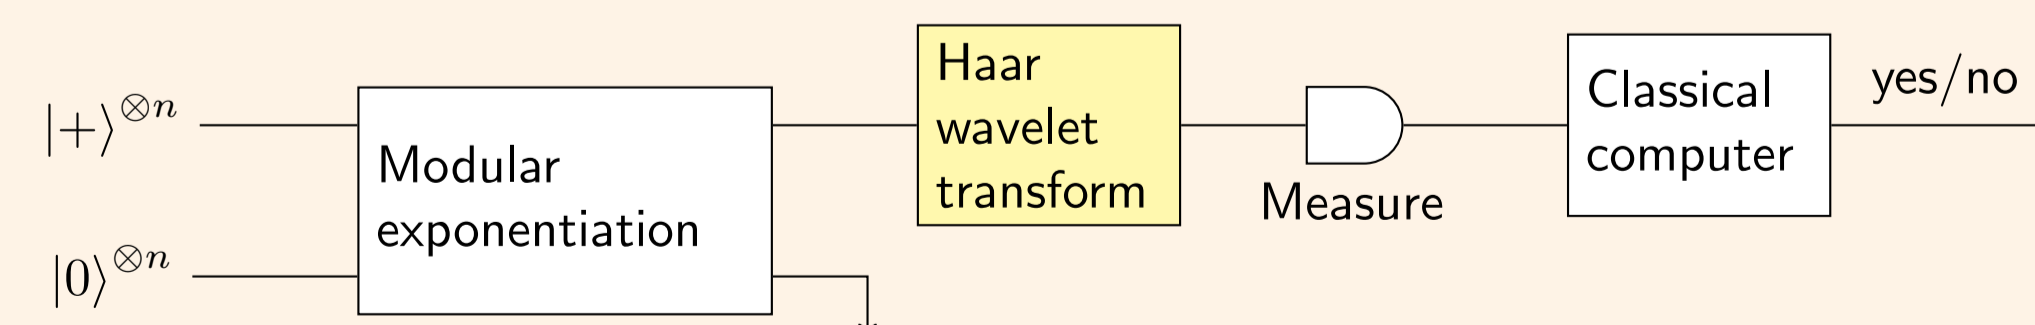 |+⟩^{⊗n}
Modular
exponentiation
|0⟩^{⊗n}
Haar
wavelet
transform
Measure
Classical
computer
yes/no